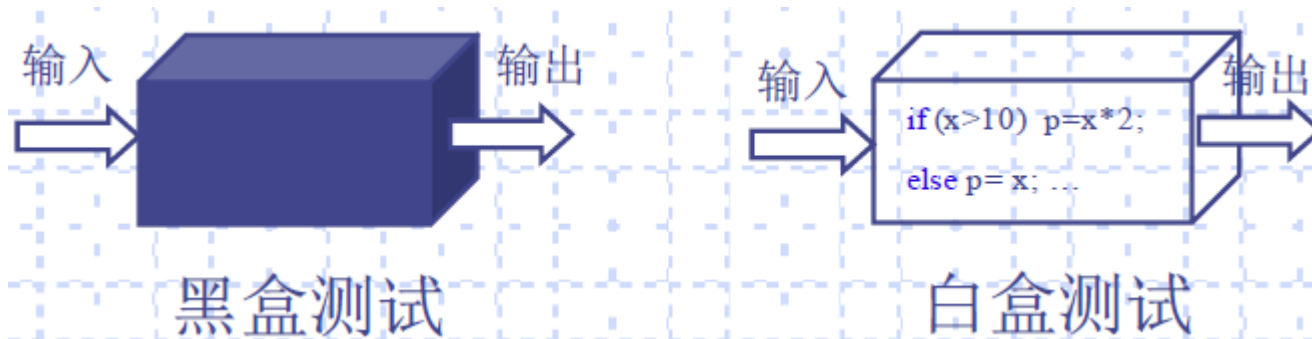 输入
输出
黑盒测试
输入
输出
if (x>10) p=x*2;
else p= x; ...
白盒测试